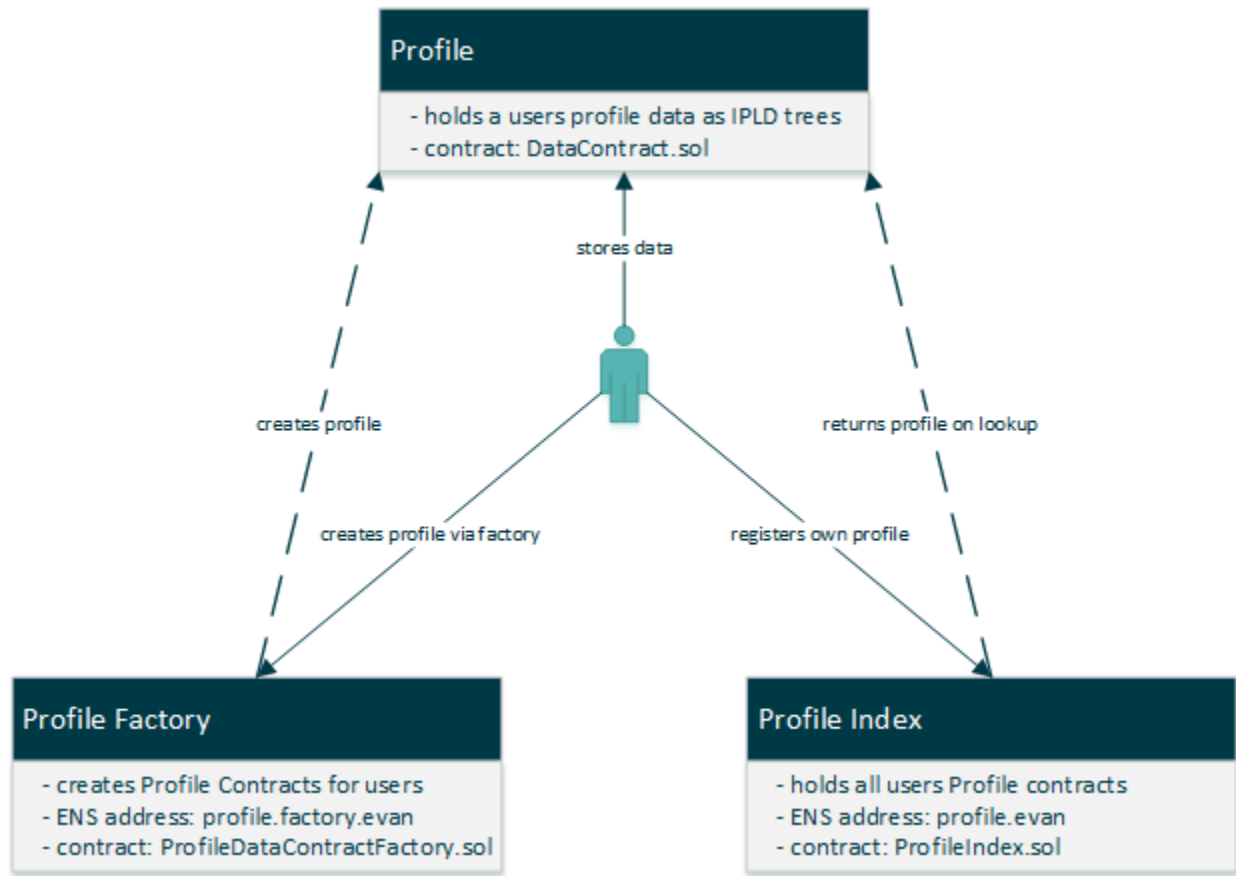 Profile
- holds a users profile data as IPLD trees
- contract: DataContract.sol
stores data
creates profile
returns profile on lookup
creates profile via factory
registers own profile
Profile Factory
- creates Profile Contracts for users
- ENS address: profile.factory.evan
- contract: ProfileDataContractFactory.sol
Profile Index
- holds all users Profile contracts
- ENS address: profile.evan
- contract: ProfileIndex.sol